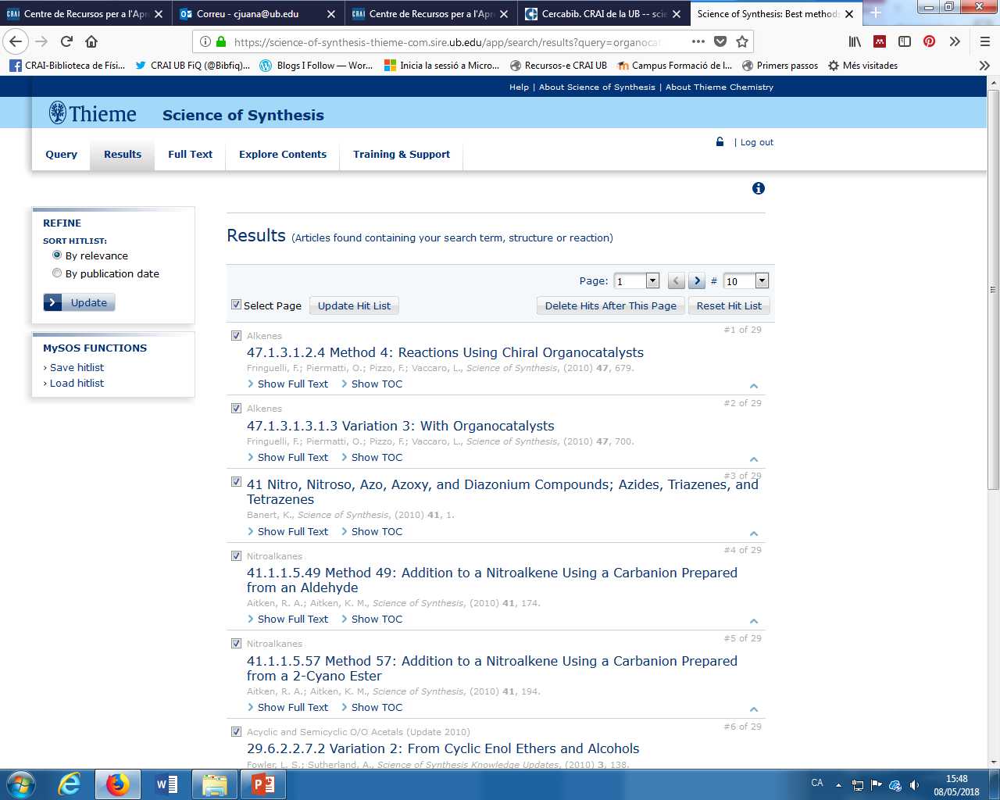 Centre de Recursos per a l'Apre
Correu - cjuana@ub.edu
Centre de Recursos per a l'Apre
Cercabib. CRAI de la UB -- scie
Science of Synthesis: Best methods
https://science-of-synthesis-thieme-com.sire.ub.edu/app/search/results?query=organocat
CRAI-Biblioteca de Físi...
CRAI UB FiQ (@Bibfiq)...
Blogs I Follow — Wor...
Inicia la sessió a Micro...
Recursos-e CRAI UB
Campus Formació de l...
Primers passos
Més visitades
Help | About Science of Synthesis | About Thieme Chemistry
Thieme Science of Synthesis
Query
Results
Full Text
Explore Contents
Training & Support
| Log out
REFINE
SORT HITLIST:
By relevance
By publication date
Update
MySOS FUNCTIONS
› Save hitlist
› Load hitlist
Results (Articles found containing your search term, structure or reaction)
Page: 1 # 10
Select Page Update Hit List Delete Hits After This Page Reset Hit List
#1 of 29
Alkenes
47.1.3.1.2.4 Method 4: Reactions Using Chiral Organocatalysts
Fringuelli, F.; Piermatti, O.; Pizzo, F.; Vaccaro, L., Science of Synthesis, (2010) 47, 679.
Show Full Text Show TOC
#2 of 29
Alkenes
47.1.3.1.3.1.3 Variation 3: With Organocatalysts
Fringuelli, F.; Piermatti, O.; Pizzo, F.; Vaccaro, L., Science of Synthesis, (2010) 47, 700.
Show Full Text Show TOC
#3 of 29
41 Nitro, Nitroso, Azo, Azoxy, and Diazonium Compounds; Azides, Triazenes, and
Tetrazenes
Banert, K., Science of Synthesis, (2010) 41, 1.
Show Full Text Show TOC
#4 of 29
Nitroalkanes
41.1.1.5.49 Method 49: Addition to a Nitroalkene Using a Carbanion Prepared
from an Aldehyde
Aitken, R. A.; Aitken, K. M., Science of Synthesis, (2010) 41, 174.
Show Full Text Show TOC
#5 of 29
Nitroalkanes
41.1.1.5.57 Method 57: Addition to a Nitroalkene Using a Carbanion Prepared
from a 2-Cyano Ester
Aitken, R. A.; Aitken, K. M., Science of Synthesis, (2010) 41, 194.
Show Full Text Show TOC
#6 of 29
Acyclic and Semicyclic O/O Acetals (Update 2010)
29.6.2.2.7.2 Variation 2: From Cyclic Enol Ethers and Alcohols
Fowler, L. S.; Sutherland, A., Science of Synthesis Knowledge Updates, (2010) 3, 138.
CA
15:48
08/05/2018